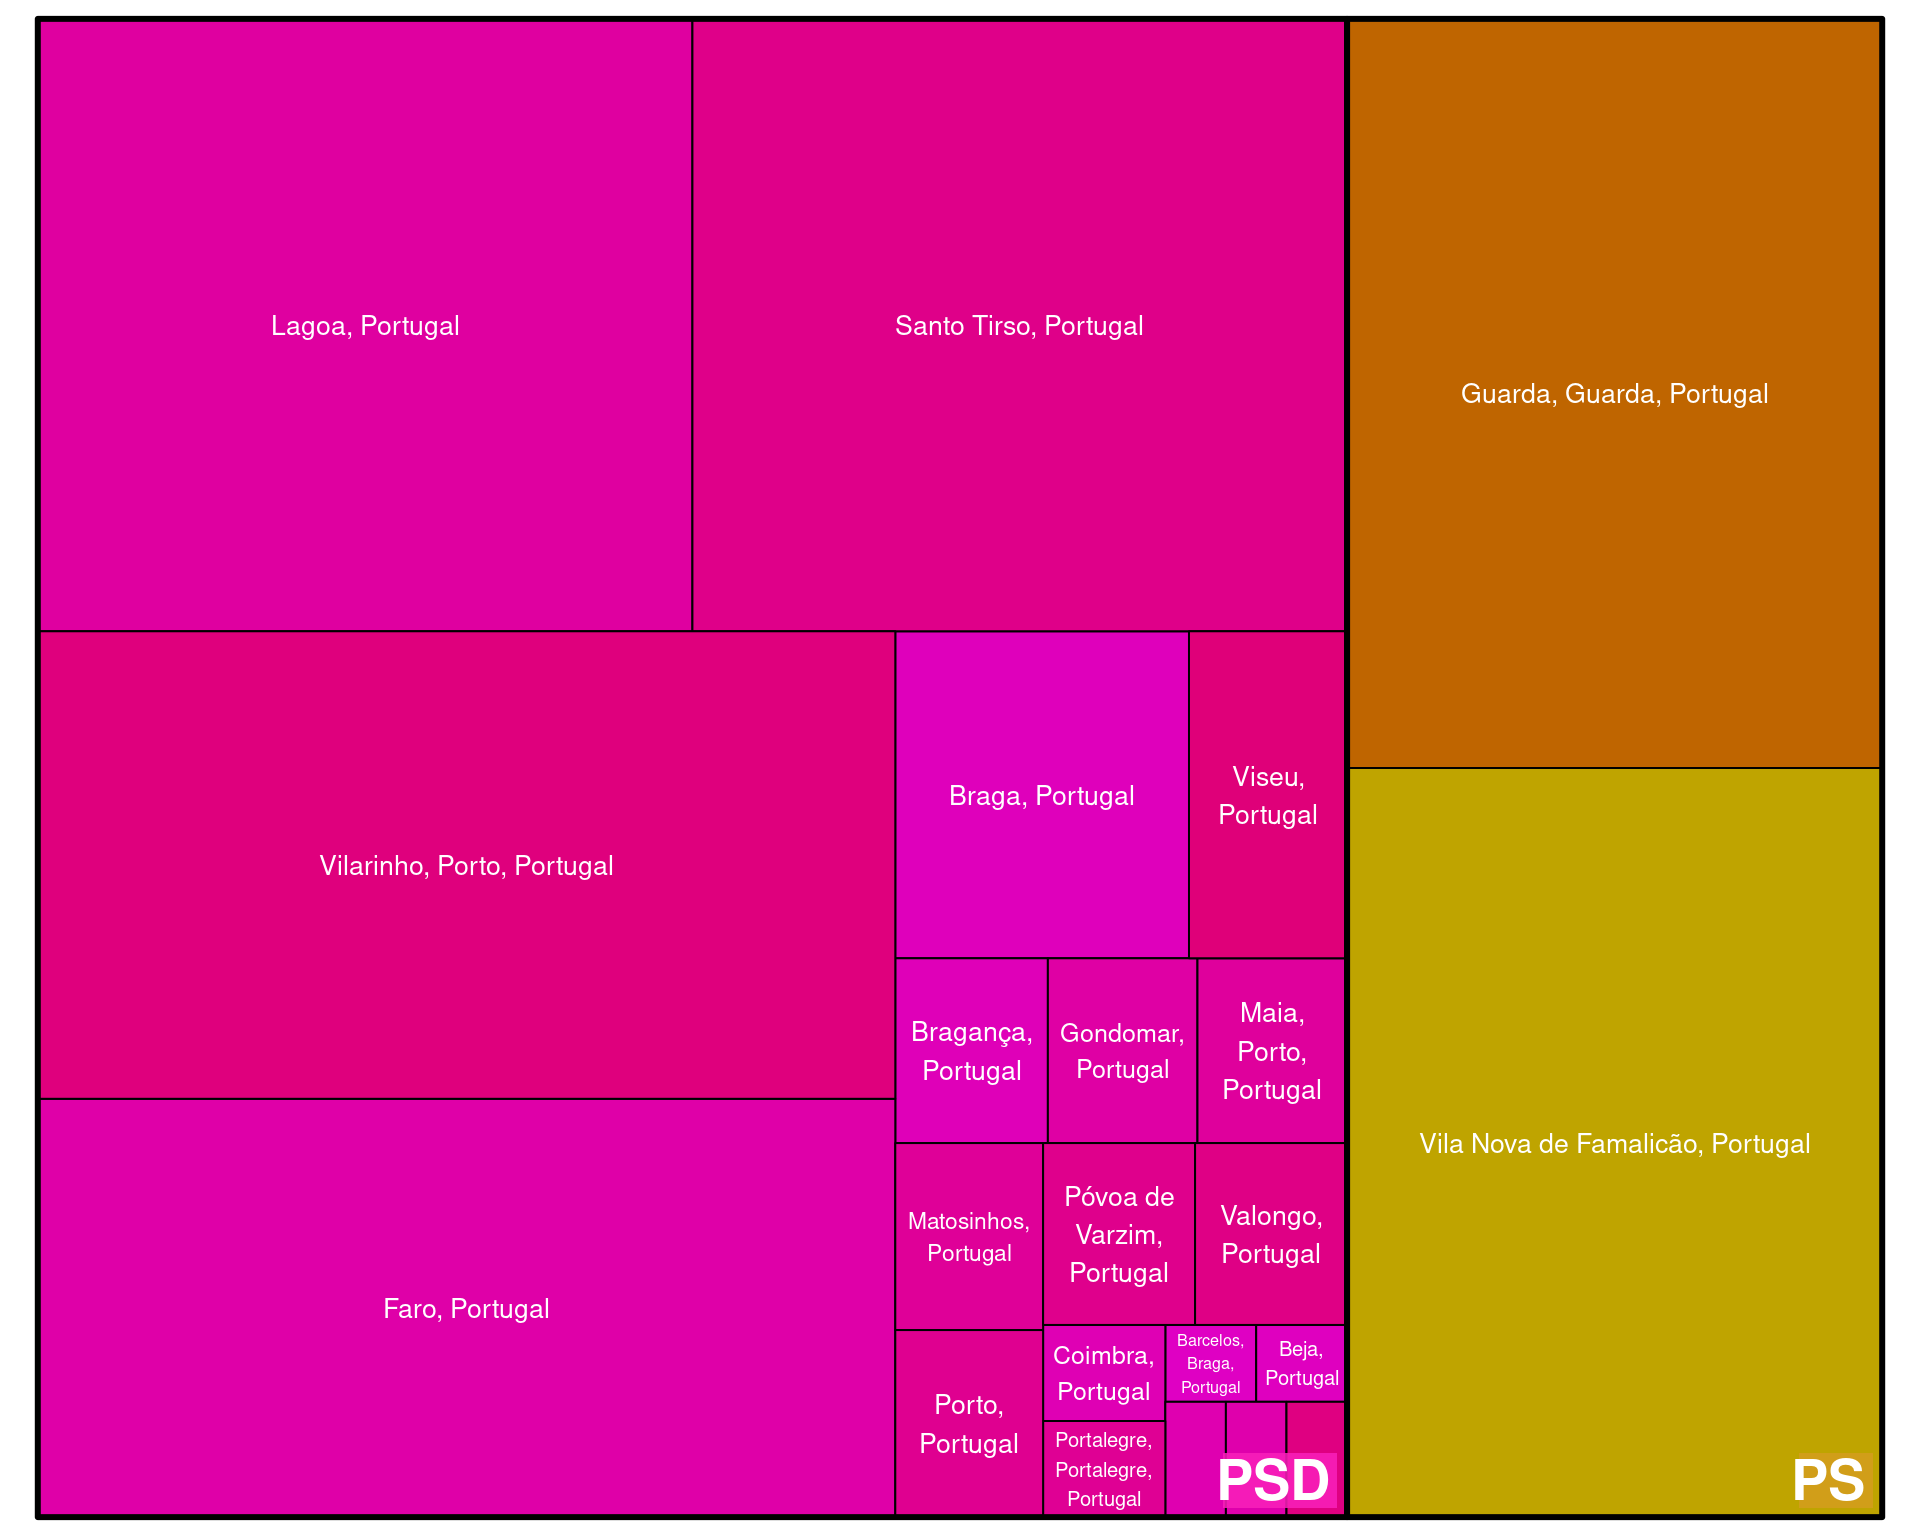 Lagoa, Portugal
Santo Tirso, Portugal
Guarda, Guarda, Portugal
Vilarinho, Porto, Portugal
Braga, Portugal
Viseu,
Portugal
Bragança,
Portugal
Gondomar,
Portugal
Maia,
Porto,
Portugal
Vila Nova de Famalicão, Portugal
Faro, Portugal
Matosinhos,
Portugal
Póvoa de
Varzim,
Portugal
Valongo,
Portugal
Porto,
Portugal
Coimbra,
Portugal
Barcelos,
Braga,
Portugal
Beja,
Portugal
Portalegre,
Portalegre,
Portugal
PSD
PS